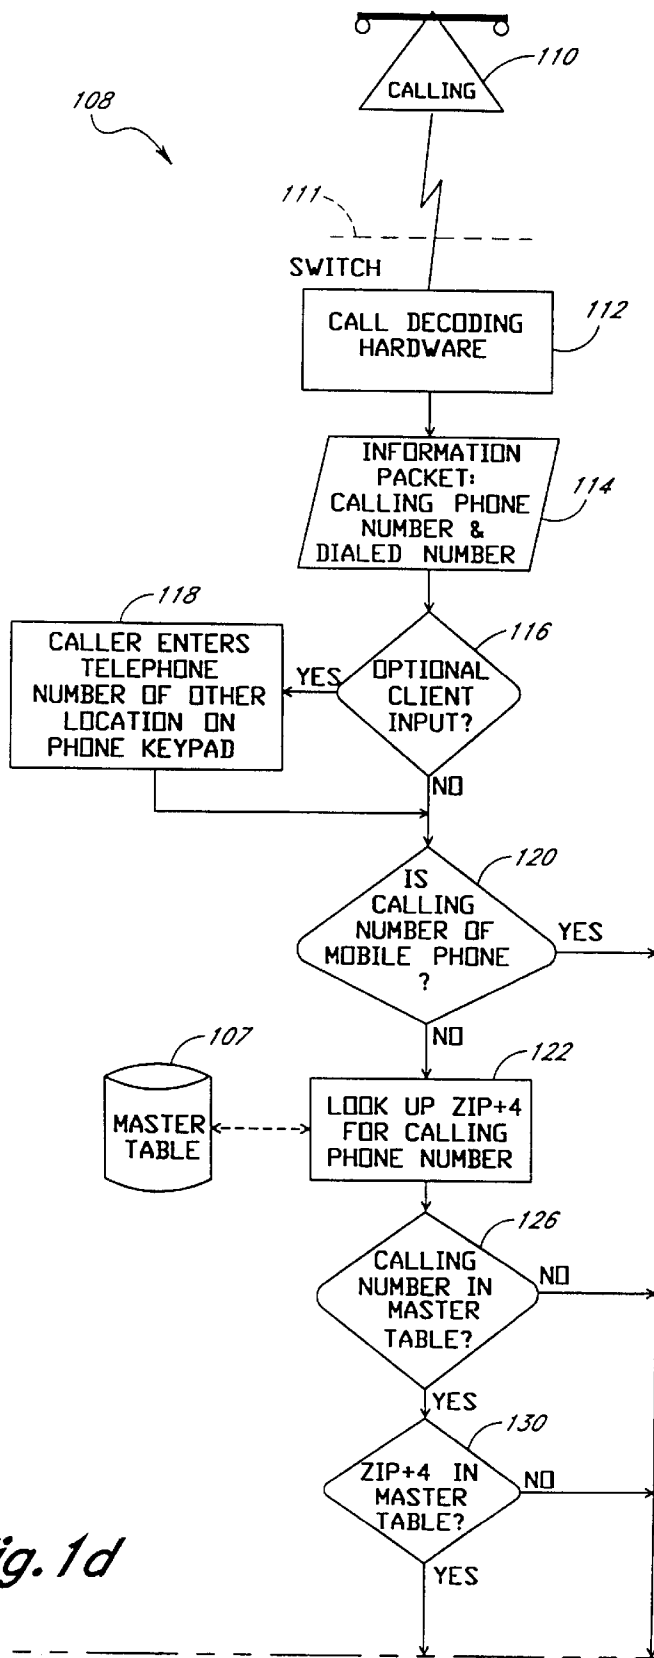 110
CALLING
108
111
SWITCH
CALL DECODING
HARDWARE
112
INFORMATION
PACKET:
CALLING PHONE
NUMBER &
DIALED NUMBER
114
118
CALLER ENTERS
TELEPHONE
NUMBER OF OTHER
LOCATION ON
PHONE KEYPAD
YES
116
OPTIONAL
CLIENT
INPUT?
NO
120
IS
CALLING
NUMBER OF
MOBILE PHONE
?
YES
NO
107
MASTER
TABLE
122
LOOK UP ZIP+4
FOR CALLING
PHONE NUMBER
126
CALLING
NUMBER IN
MASTER
TABLE?
NO
YES
130
ZIP+4 IN
MASTER
TABLE?
NO
YES
ig. 1d